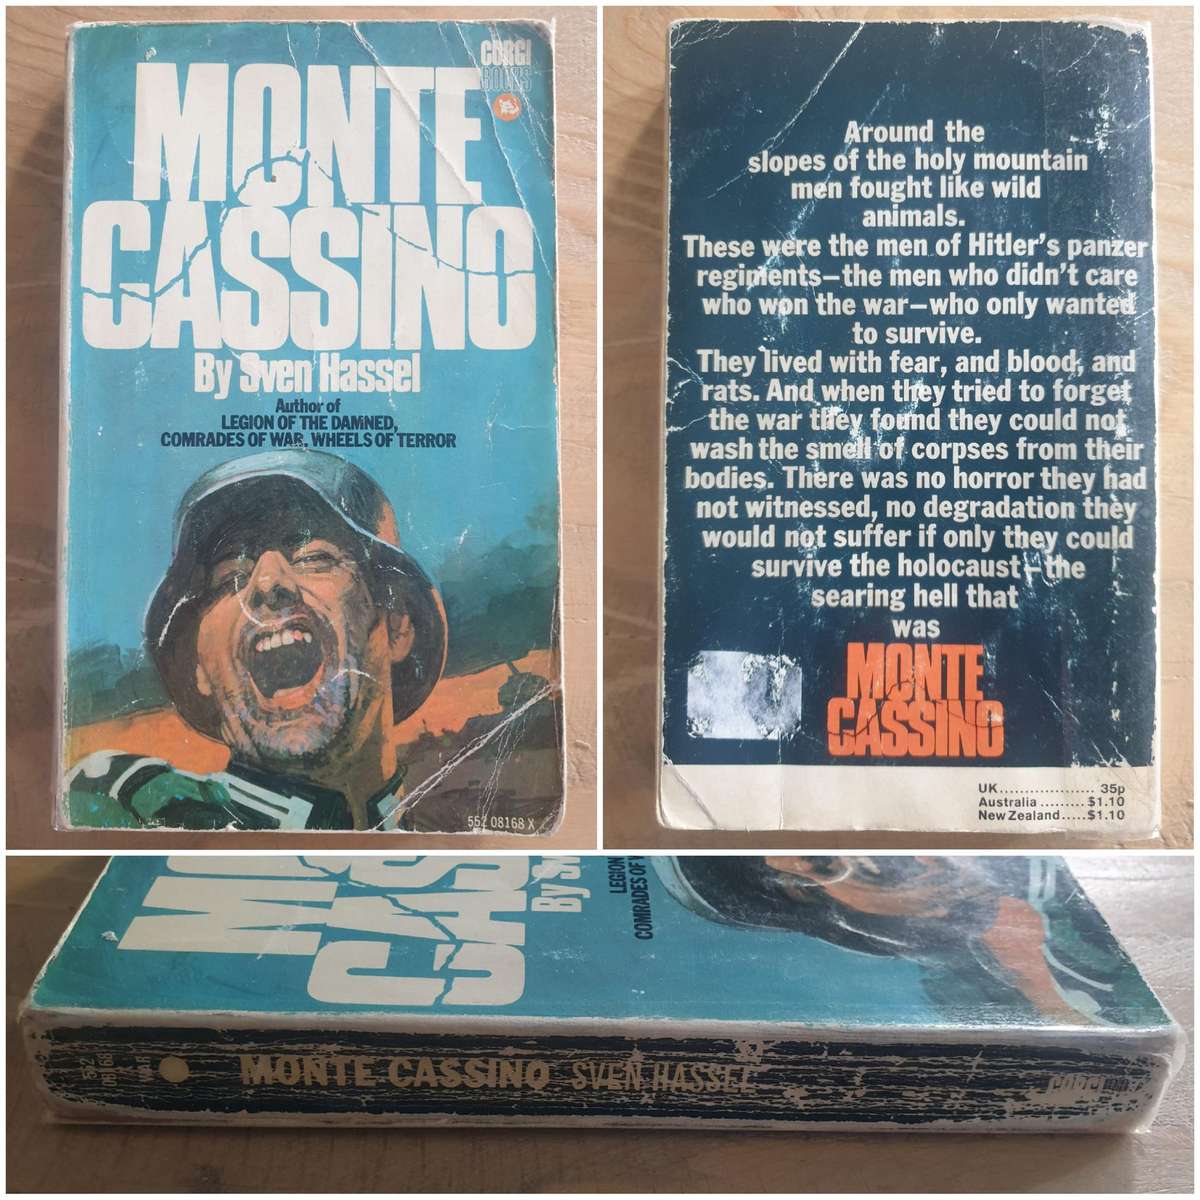 CORGI
BOOKS
MONTE
CASSINO
By Sven Hassel
Author of
LEGION OF THE DAMNED,
COMRADES OF WAR, WHEELS OF TERROR
552 08168 X
Around the
slopes of the holy mountain
men fought like wild
animals.
These were the men of Hitler's panzer
regiments—the men who didn't care
who won the war—who only wanted
to survive.
They lived with fear, and blood, and
rats. And when they tried to forget
the war they found they could not
wash the smell of corpses from their
bodies. There was no horror they had
not witnessed, no degradation they
would not suffer if only they could
survive the holocaust—the
searing hell that
was
MONTE
CASSINO
UK................... 35p
Australia .........$1.10
New Zealand.....$1.10
By S
LEGION
COMRADES OF W
552
08168
MONTE CASSINO SVEN HASSEL
CORGI